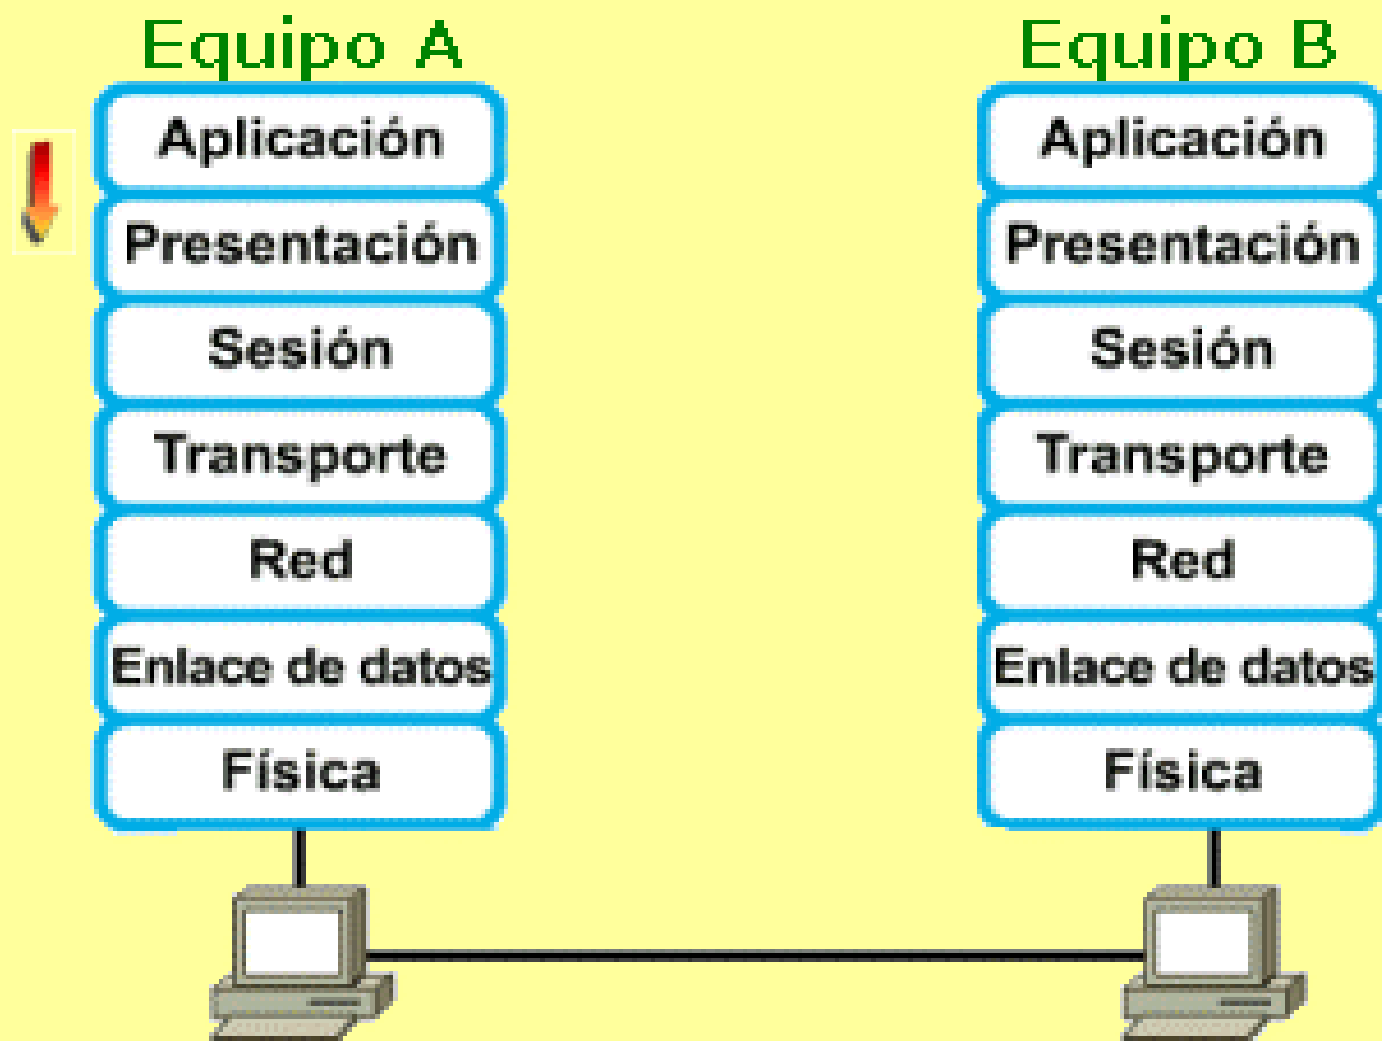 Equipo A
Aplicación
Presentación
Sesión
Transporte
Red
Enlace de datos
Física
Equipo B
Aplicación
Presentación
Sesión
Transporte
Red
Enlace de datos
Física